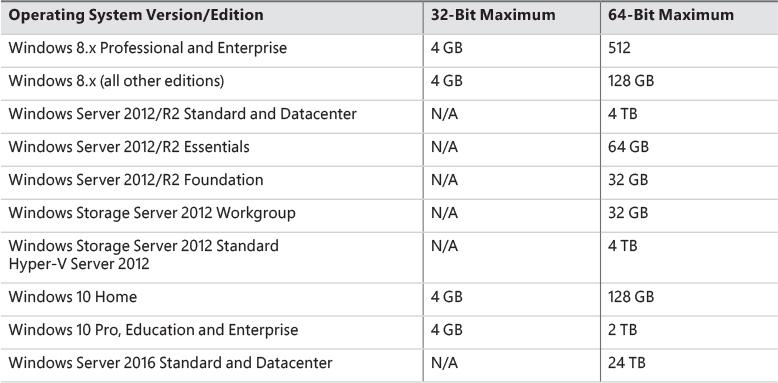 Operating System Version/Edition 32-Bit Maximum 64-Bit Maximum
Windows 8.x Professional and Enterprise 4 GB 512
Windows 8.x (all other editions) 4 GB 128 GB
Windows Server 2012/R2 Standard and Datacenter N/A 4 TB
Windows Server 2012/R2 Essentials N/A 64 GB
Windows Server 2012/R2 Foundation N/A 32 GB
Windows Storage Server 2012 Workgroup N/A 32 GB
Windows Storage Server 2012 Standard N/A 4 TB
Hyper-V Server 2012
Windows 10 Home 4 GB 128 GB
Windows 10 Pro, Education and Enterprise 4 GB 2 TB
Windows Server 2016 Standard and Datacenter N/A 24 TB